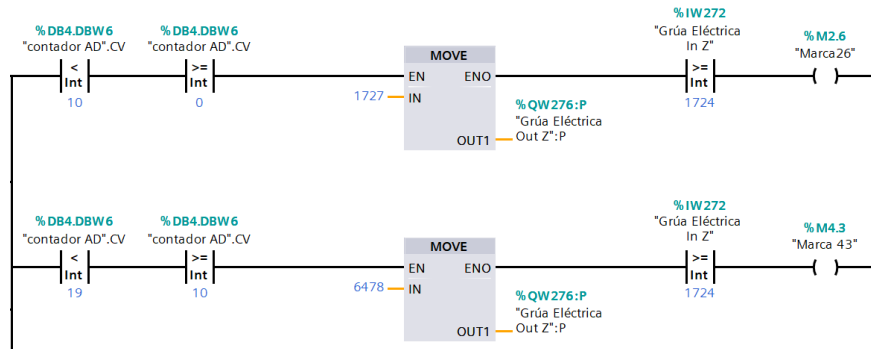 %IW272
%DB4.DBW6 %DB4.DBW6 "Grúa Eléctrica %M2.6
"contador AD".CV "contador AD".CV In Z" "Marca26"
MOVE
< >= >=
Int Int EN ENO Int ( )
10 0 1727 IN 1724
%QW276:P
"Grúa Eléctrica
OUT1 Out Z":P
%IW272
%DB4.DBW6 %DB4.DBW6 "Grúa Eléctrica %M4.3
"contador AD".CV "contador AD".CV In Z" "Marca 43"
MOVE
< >= >=
Int Int EN ENO Int ( )
19 10 6478 IN 1724
%QW276:P
"Grúa Eléctrica
OUT1 Out Z":P